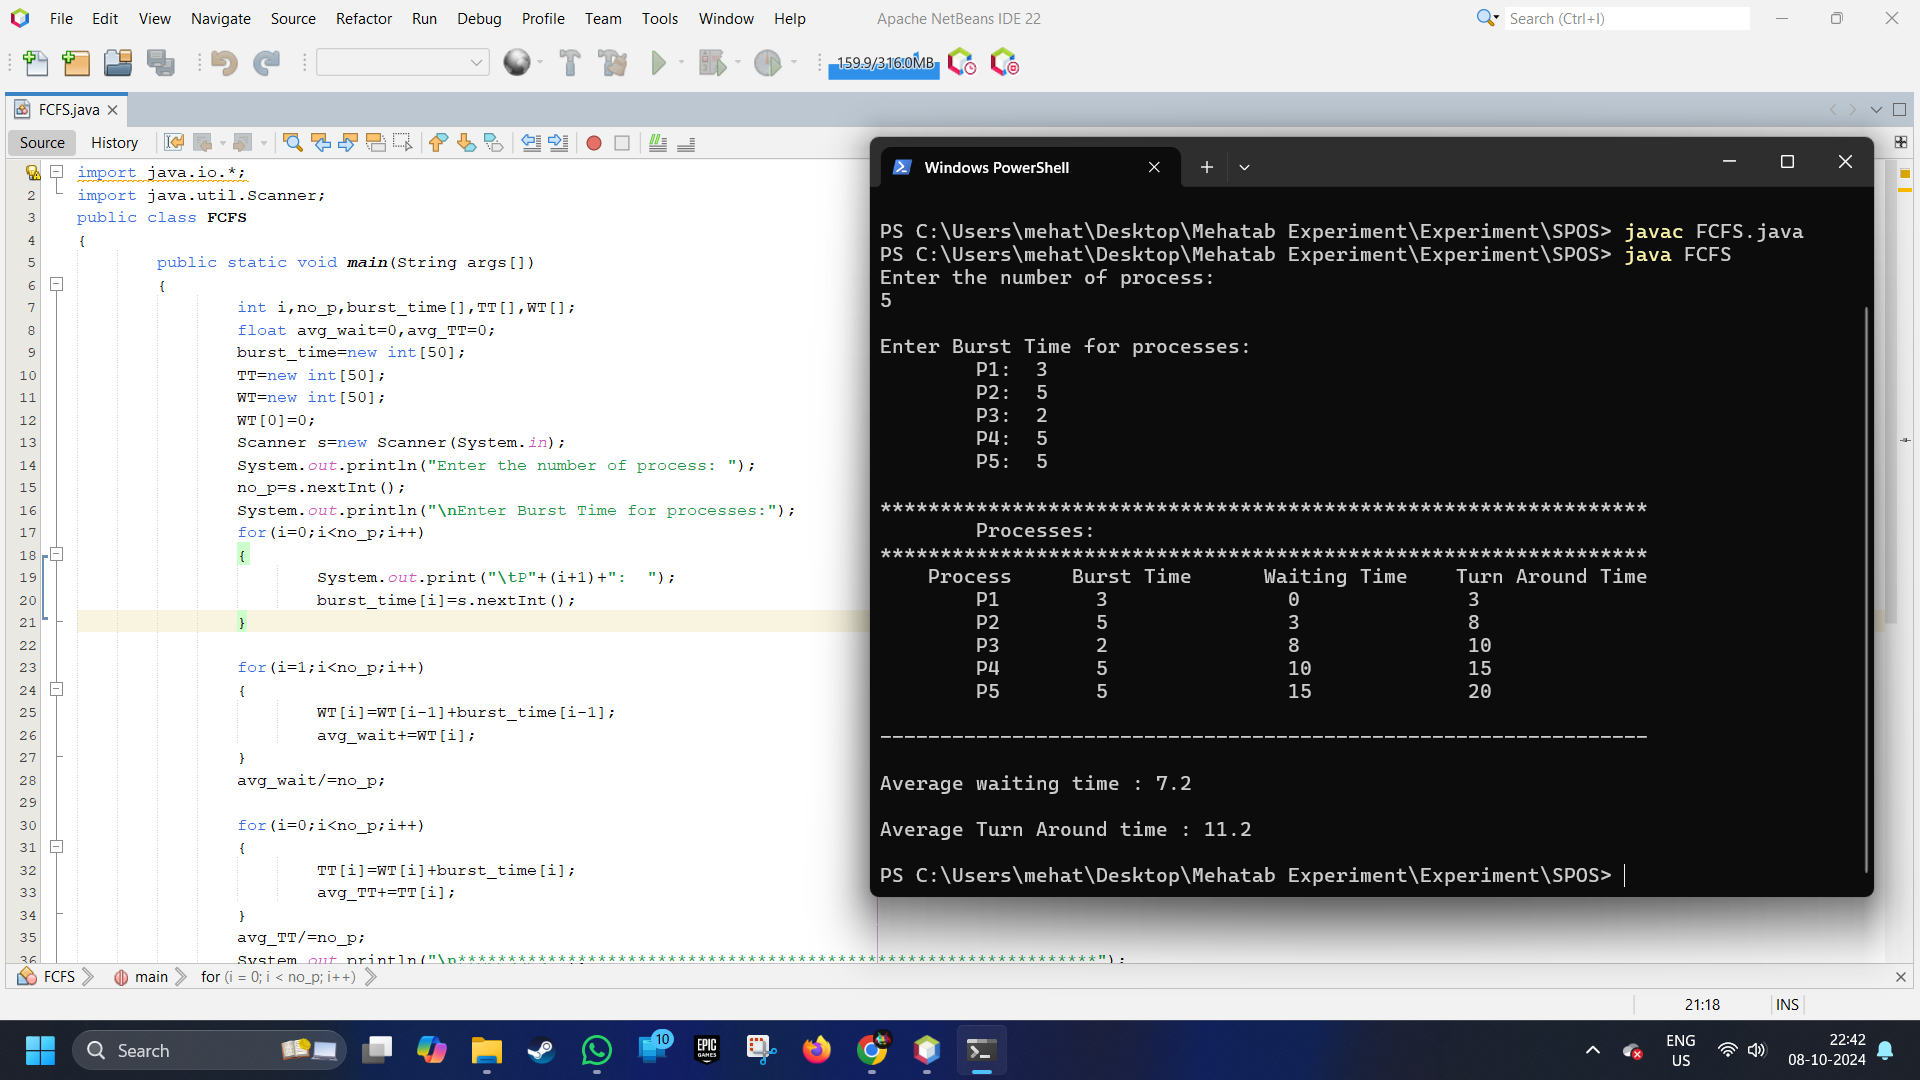 File Edit View Navigate Source Refactor Run Debug Profile Team Tools Window Help Apache NetBeans IDE 22 Search (Ctrl+I)
159.9/316.0MB
FCFS.java
Source History
import java.io.*;
2 import java.util.Scanner;
3 public class FCFS
4 {
5 public static void main(String args[])
6 {
7 int i,no_p,burst_time[],TT[],WT[];
8 float avg_wait=0,avg_TT=0;
9 burst_time=new int[50];
10 TT=new int[50];
11 WT=new int[50];
12 WT[0]=0;
13 Scanner s=new Scanner(System.in);
14 System.out.println("Enter the number of process: ");
15 no_p=s.nextInt();
16 System.out.println("\nEnter Burst Time for processes:");
17 for(i=0;i<no_p;i++)
18 {
19 System.out.print("\tP"+(i+1)+":  ");
20 burst_time[i]=s.nextInt();
21 }
22
23 for(i=1;i<no_p;i++)
24 {
25 WT[i]=WT[i-1]+burst_time[i-1];
26 avg_wait+=WT[i];
27 }
28 avg_wait/=no_p;
29
30 for(i=0;i<no_p;i++)
31 {
32 TT[i]=WT[i]+burst_time[i];
33 avg_TT+=TT[i];
34 }
35 avg_TT/=no_p;
36 System.out.println("\n****************************************************************");
Windows PowerShell
PS C:\Users\mehat\Desktop\Mehatab Experiment\Experiment\SPOS> javac FCFS.java
PS C:\Users\mehat\Desktop\Mehatab Experiment\Experiment\SPOS> java FCFS
Enter the number of process:
5
Enter Burst Time for processes:
P1: 3
P2: 5
P3: 2
P4: 5
P5: 5
****************************************************************
Processes:
****************************************************************
Process Burst Time Waiting Time Turn Around Time
P1 3 0 3
P2 5 3 8
P3 2 8 10
P4 5 10 15
P5 5 15 20
----------------------------------------------------------------
Average waiting time : 7.2
Average Turn Around time : 11.2
PS C:\Users\mehat\Desktop\Mehatab Experiment\Experiment\SPOS>
FCFS main for (i = 0; i < no_p; i++)
21:18 INS
Search 10 EPIC GAMES ENG US 22:42 08-10-2024